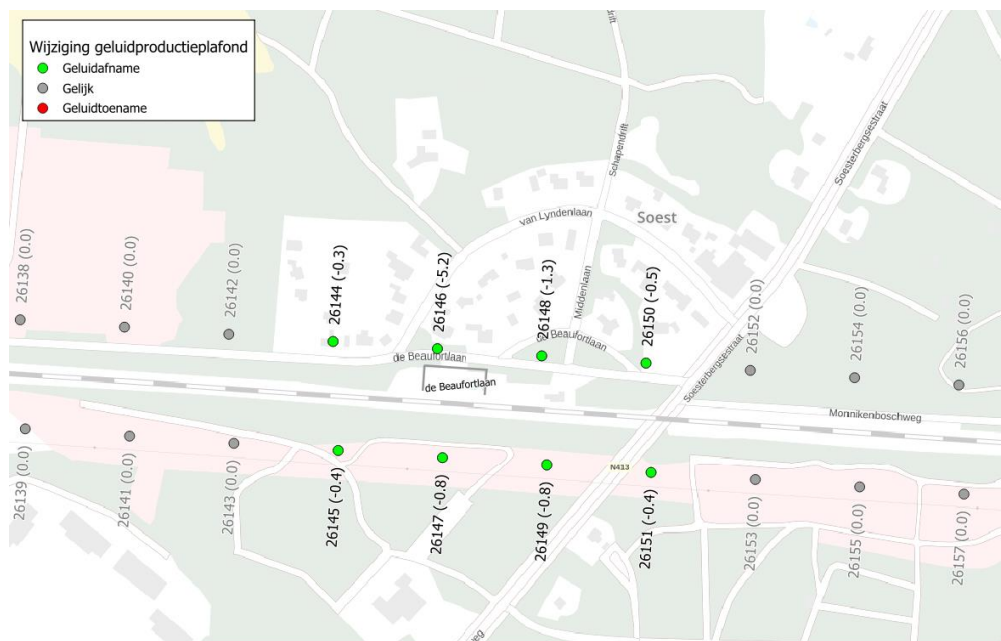 Wijziging geluidproductieplafond
Geluidafname
Gelijk
Geluidtoename
Schapendrift
Soesterbergsestraat
van Lyndenlaan
Soest
Middenlaan
de Beaufortlaan
26138 (0.0)
26140 (0.0)
26142 (0.0)
26144 (-0.3)
26146 (-5.2)
26148 (-1.3)
26150 (-0.5)
26152 (0.0)
26154 (0.0)
26156 (0.0)
de Beaufortlaan
de Beaufortlaan
Soesterbergsestraat
Monnikenboschweg
N413
26139 (0.0)
26141 (0.0)
26143 (0.0)
26145 (-0.4)
26147 (-0.8)
26149 (-0.8)
26151 (-0.4)
26153 (0.0)
26155 (0.0)
26157 (0.0)